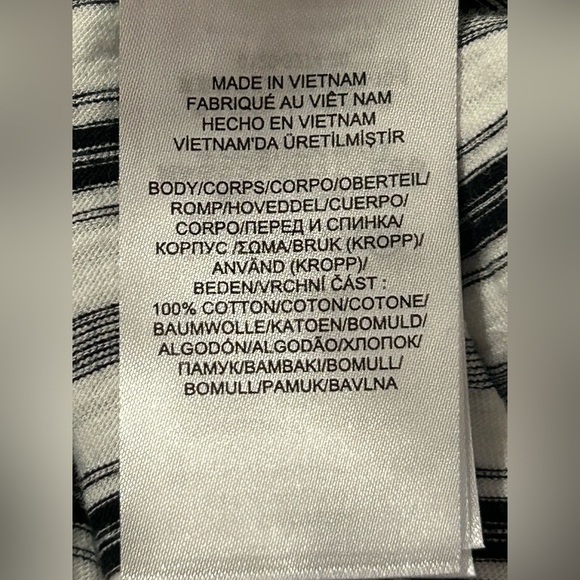 MADE IN VIETNAM
FABRIQUÉ AU VIÊT NAM
HECHO EN VIETNAM
VİETNAM'DA ÜRETİLMİŞTİR
BODY/CORPS/CORPO/OBERTEIL/
ROMP/HOVEDDEL/CUERPO/
CORPO/ПЕРЕД И СПИНКА/
КОРПУС /ΣΩΜΑ/BRUK (KROPP)/
ANVÄND (KROPP)/
BEDEN/VRCHNÍ ČÁST :
100% COTTON/COTON/COTONE/
BAUMWOLLE/KATOEN/BOMULD/
ALGODÓN/ALGODÃO/ХЛОПОК/
ПАМУК/ΒΑΜΒΑΚΙ/BOMULL/
BOMULL/PAMUK/BAVLNA